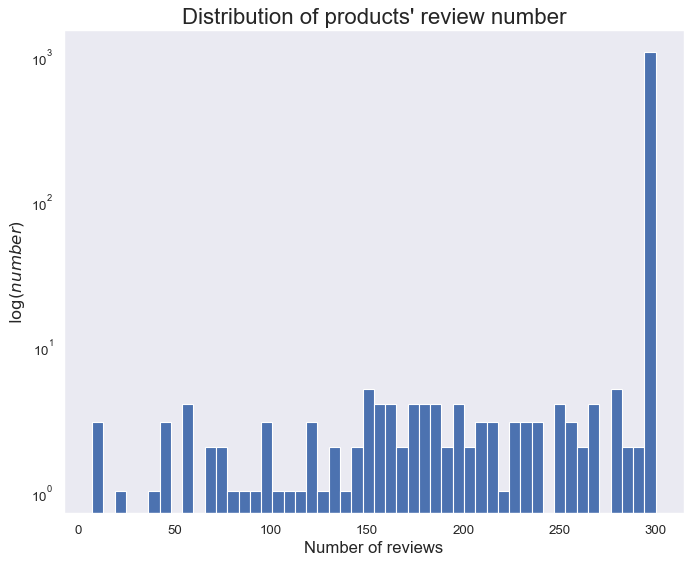 Distribution of products' review number
10³
10²
10¹
10⁰
log(number)
0 50 100 150 200 250 300
Number of reviews